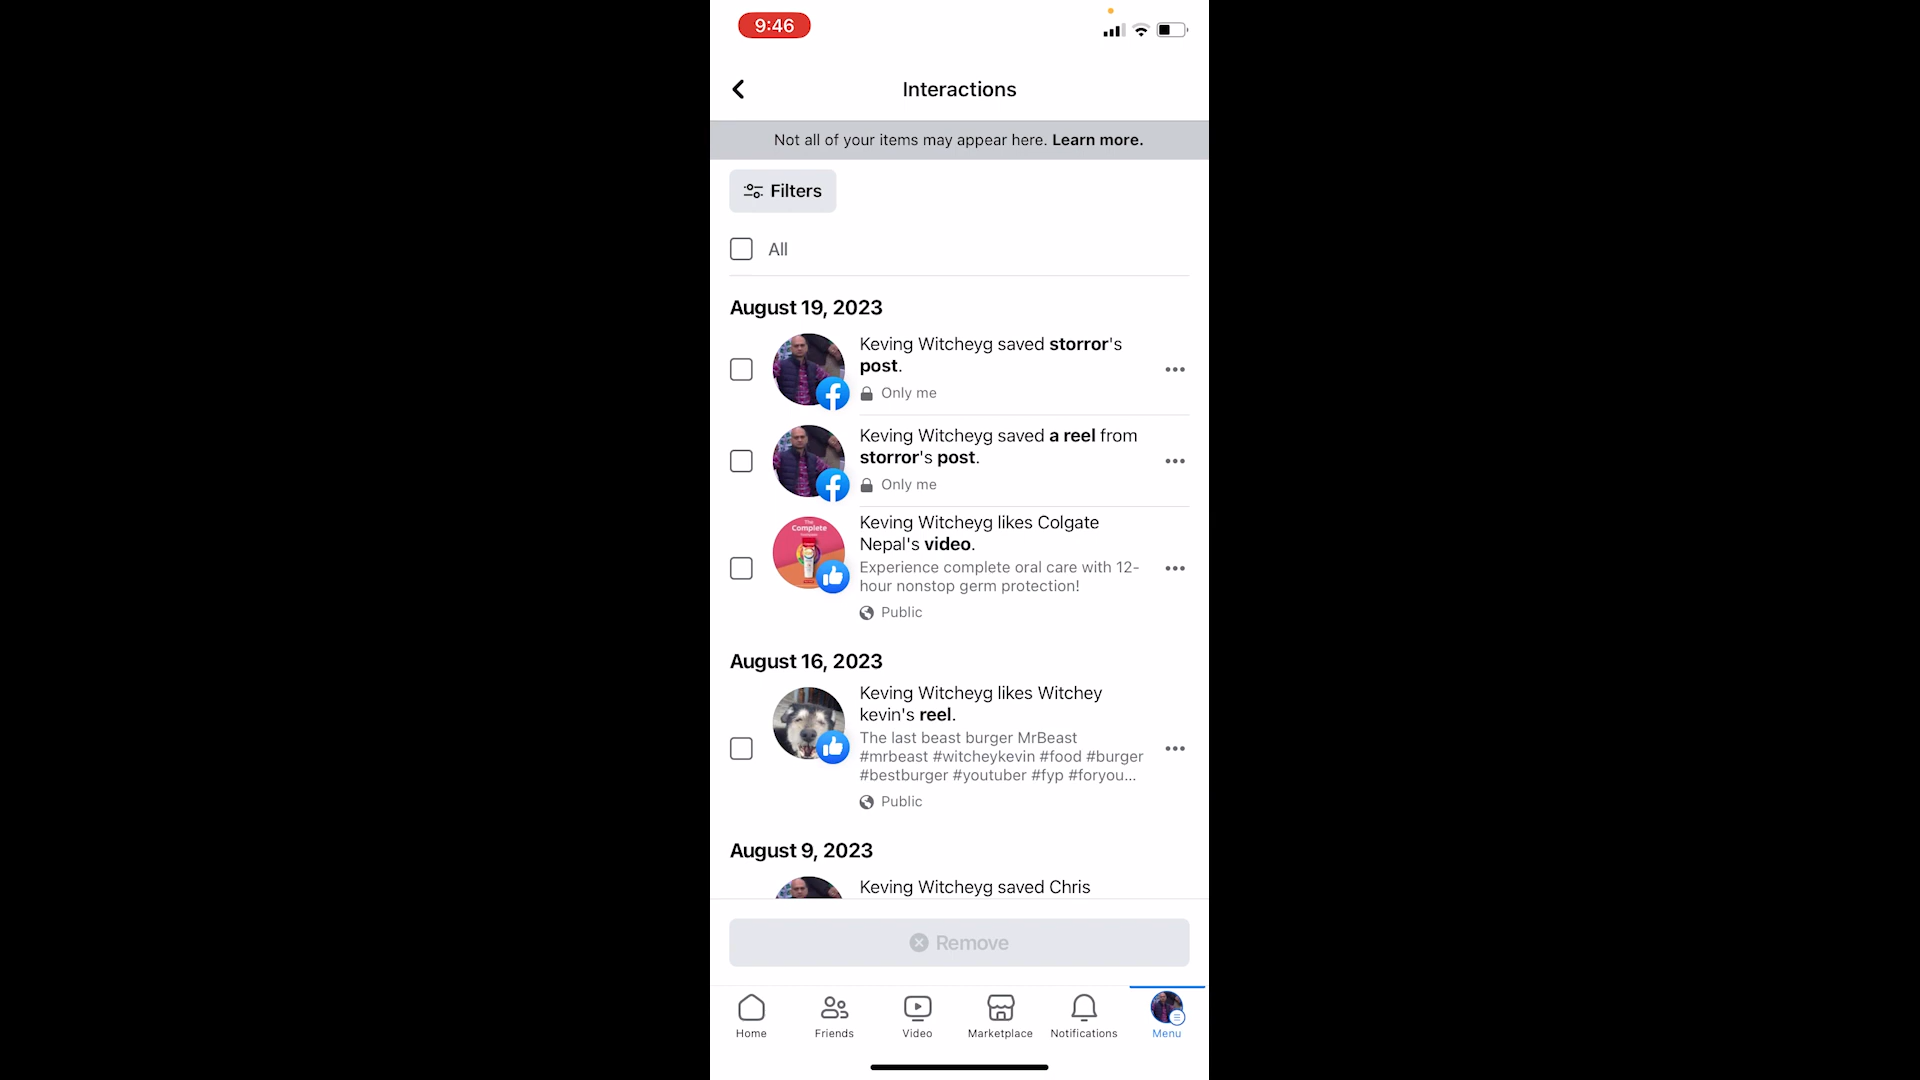 9:46
Interactions
Not all of your items may appear here. Learn more.
Filters
All
August 19, 2023
Keving Witcheyg saved storror's
post.
Only me
Keving Witcheyg saved a reel from
storror's post.
Only me
The
Complete
Keving Witcheyg likes Colgate
Nepal's video.
Experience complete oral care with 12-
hour nonstop germ protection!
Public
August 16, 2023
Keving Witcheyg likes Witchey
kevin's reel.
The last beast burger MrBeast
#mrbeast #witcheykevin #food #burger
#bestburger #youtuber #fyp #foryou...
Public
August 9, 2023
Keving Witcheyg saved Chris
Remove
Home
Friends
Video
Marketplace
Notifications
Menu